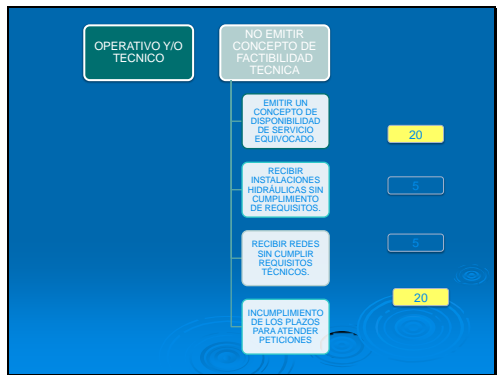 OPERATIVO Y/O
TECNICO
NO EMITIR
CONCEPTO DE
FACTIBILIDAD
TECNICA
EMITIR UN
CONCEPTO DE
DISPONIBILIDAD
DE SERVICIO
EQUIVOCADO.
20
RECIBIR
INSTALACIONES
HIDRÁULICAS SIN
CUMPLIMIENTO
DE REQUISITOS.
5
RECIBIR REDES
SIN CUMPLIR
REQUISITOS
TÉCNICOS.
5
INCUMPLIMIENTO
DE LOS PLAZOS
PARA ATENDER
PETICIONES
20